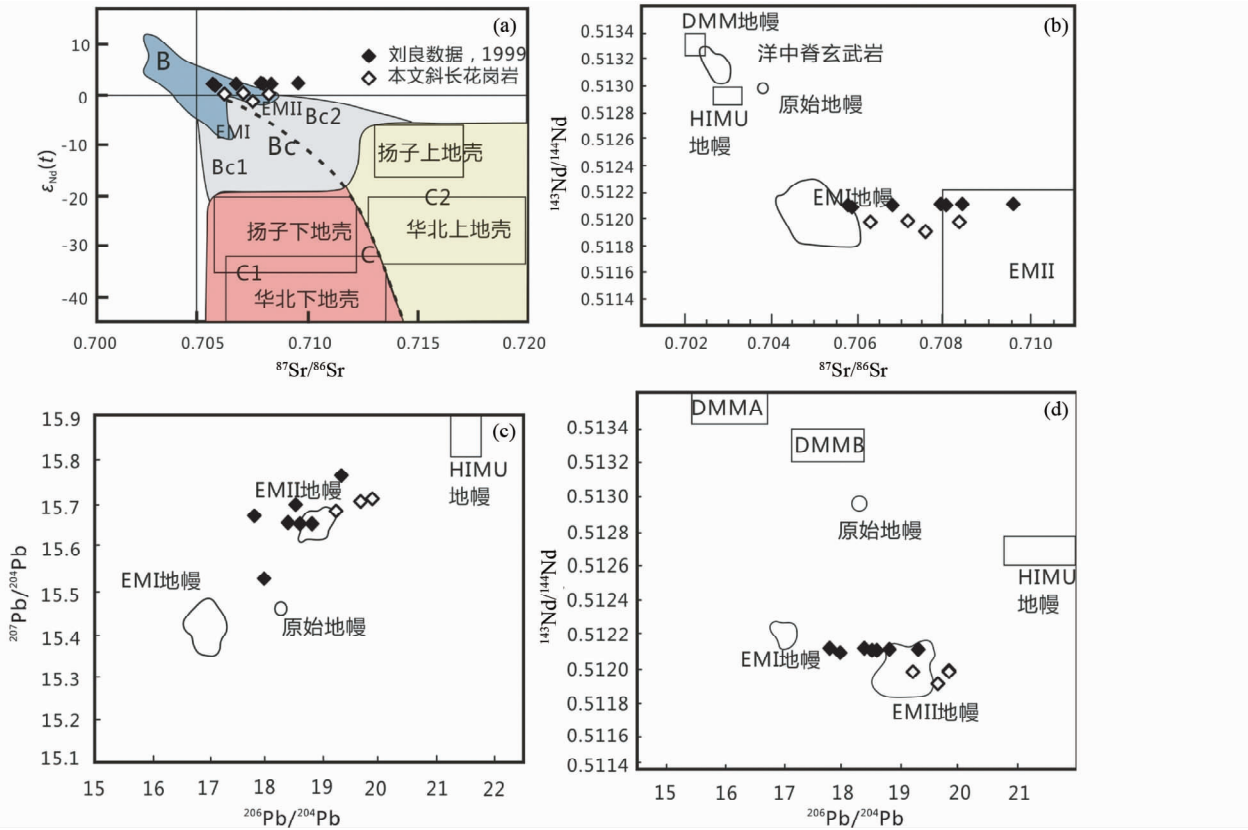 (a)
10
0
-10
-20
-30
-40
εNd(t)
B
EMI
EMII
Bc2
Bc
Bc1
◆ 刘良数据，1999
◇ 本文斜长花岗岩
扬子上地壳
C2
华北上地壳
扬子下地壳
C
C1
华北下地壳
0.700 0.705 0.710 0.715 0.720
⁸⁷Sr/⁸⁶Sr
(b)
0.5134
0.5132
0.5130
0.5128
0.5126
0.5124
0.5122
0.5120
0.5116
0.5114
¹⁴³Nd/¹⁴⁴Nd
DMM地幔
洋中脊玄武岩
原始地幔
HIMU
地幔
EMI地幔
EMII
0.702 0.704 0.706 0.708 0.710
⁸⁷Sr/⁸⁶Sr
(c)
15.9
15.8
15.7
15.6
15.5
15.4
15.3
15.2
15.1
²⁰⁷Pb/²⁰⁴Pb
HIMU
地幔
EMII地幔
EMI地幔
原始地幔
15 16 17 18 19 20 21 22
²⁰⁶Pb/²⁰⁴Pb
(d)
0.5134
0.5132
0.5130
0.5128
0.5126
0.5124
0.5122
0.5120
0.5118
0.5116
0.5114
¹⁴³Nd/¹⁴⁴Nd
DMMA
DMMB
原始地幔
HIMU
地幔
EMI地幔
EMII地幔
15 16 17 18 19 20 21
²⁰⁶Pb/²⁰⁴Pb